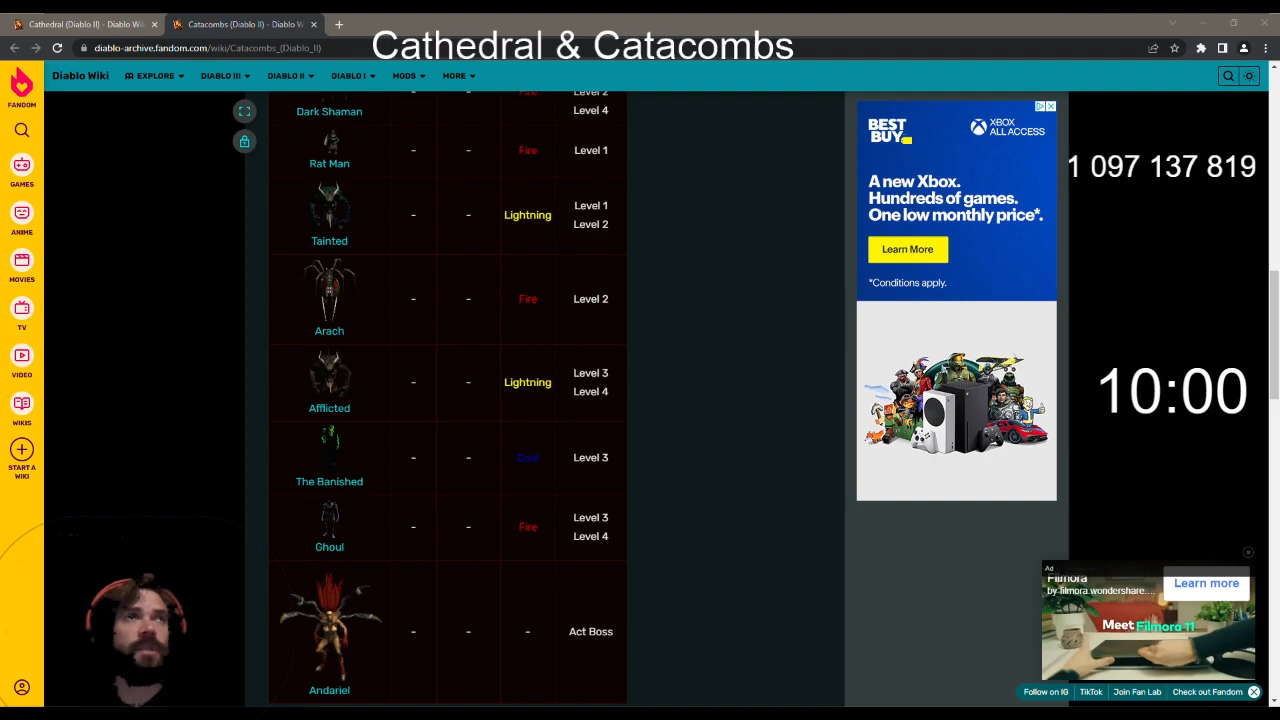 Cathedral (Diablo II) - Diablo Wi
Catacombs (Diablo II) - Diablo W
diablo-archive.fandom.com/wiki/Catacombs_(Diablo_II)
Cathedral & Catacombs
Diablo Wiki
EXPLORE
DIABLO III
DIABLO II
DIABLO I
MODS
MORE
FANDOM
GAMES
ANIME
MOVIES
TV
VIDEO
WIKIS
START A
WIKI
Fire
Level 2
Dark Shaman
-
-
Level 4
Rat Man
-
-
Fire
Level 1
Tainted
-
-
Lightning
Level 1
Level 2
Arach
-
-
Fire
Level 2
Afflicted
-
-
Lightning
Level 3
Level 4
The Banished
-
-
Cold
Level 3
Ghoul
-
-
Fire
Level 3
Level 4
Andariel
-
-
-
Act Boss
BEST
BUY
XBOX
ALL ACCESS
A new Xbox.
Hundreds of games.
One low monthly price*.
Learn More
*Conditions apply.
1 097 137 819
10:00
Ad
Filmora
by filmora.wondershare....
Learn more
Meet Filmora 11
Follow on IG
TikTok
Join Fan Lab
Check out Fandom